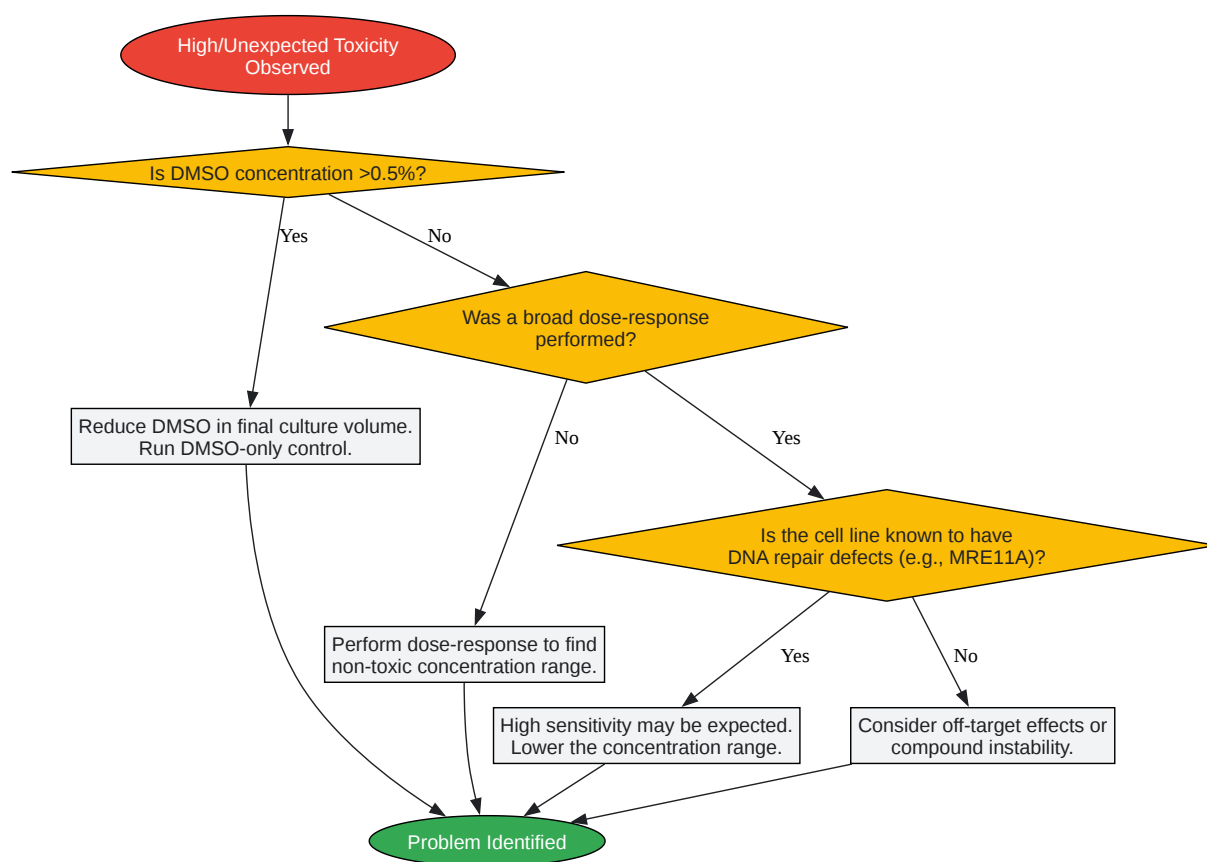 High/Unexpected Toxicity
Observed
Is DMSO concentration >0.5%?
Yes
No
Was a broad dose-response
performed?
Reduce DMSO in final culture volume.
Run DMSO-only control.
No
Yes
Is the cell line known to have
DNA repair defects (e.g., MRE11A)?
Perform dose-response to find
non-toxic concentration range.
Yes
No
High sensitivity may be expected.
Lower the concentration range.
Consider off-target effects or
compound instability.
Problem Identified